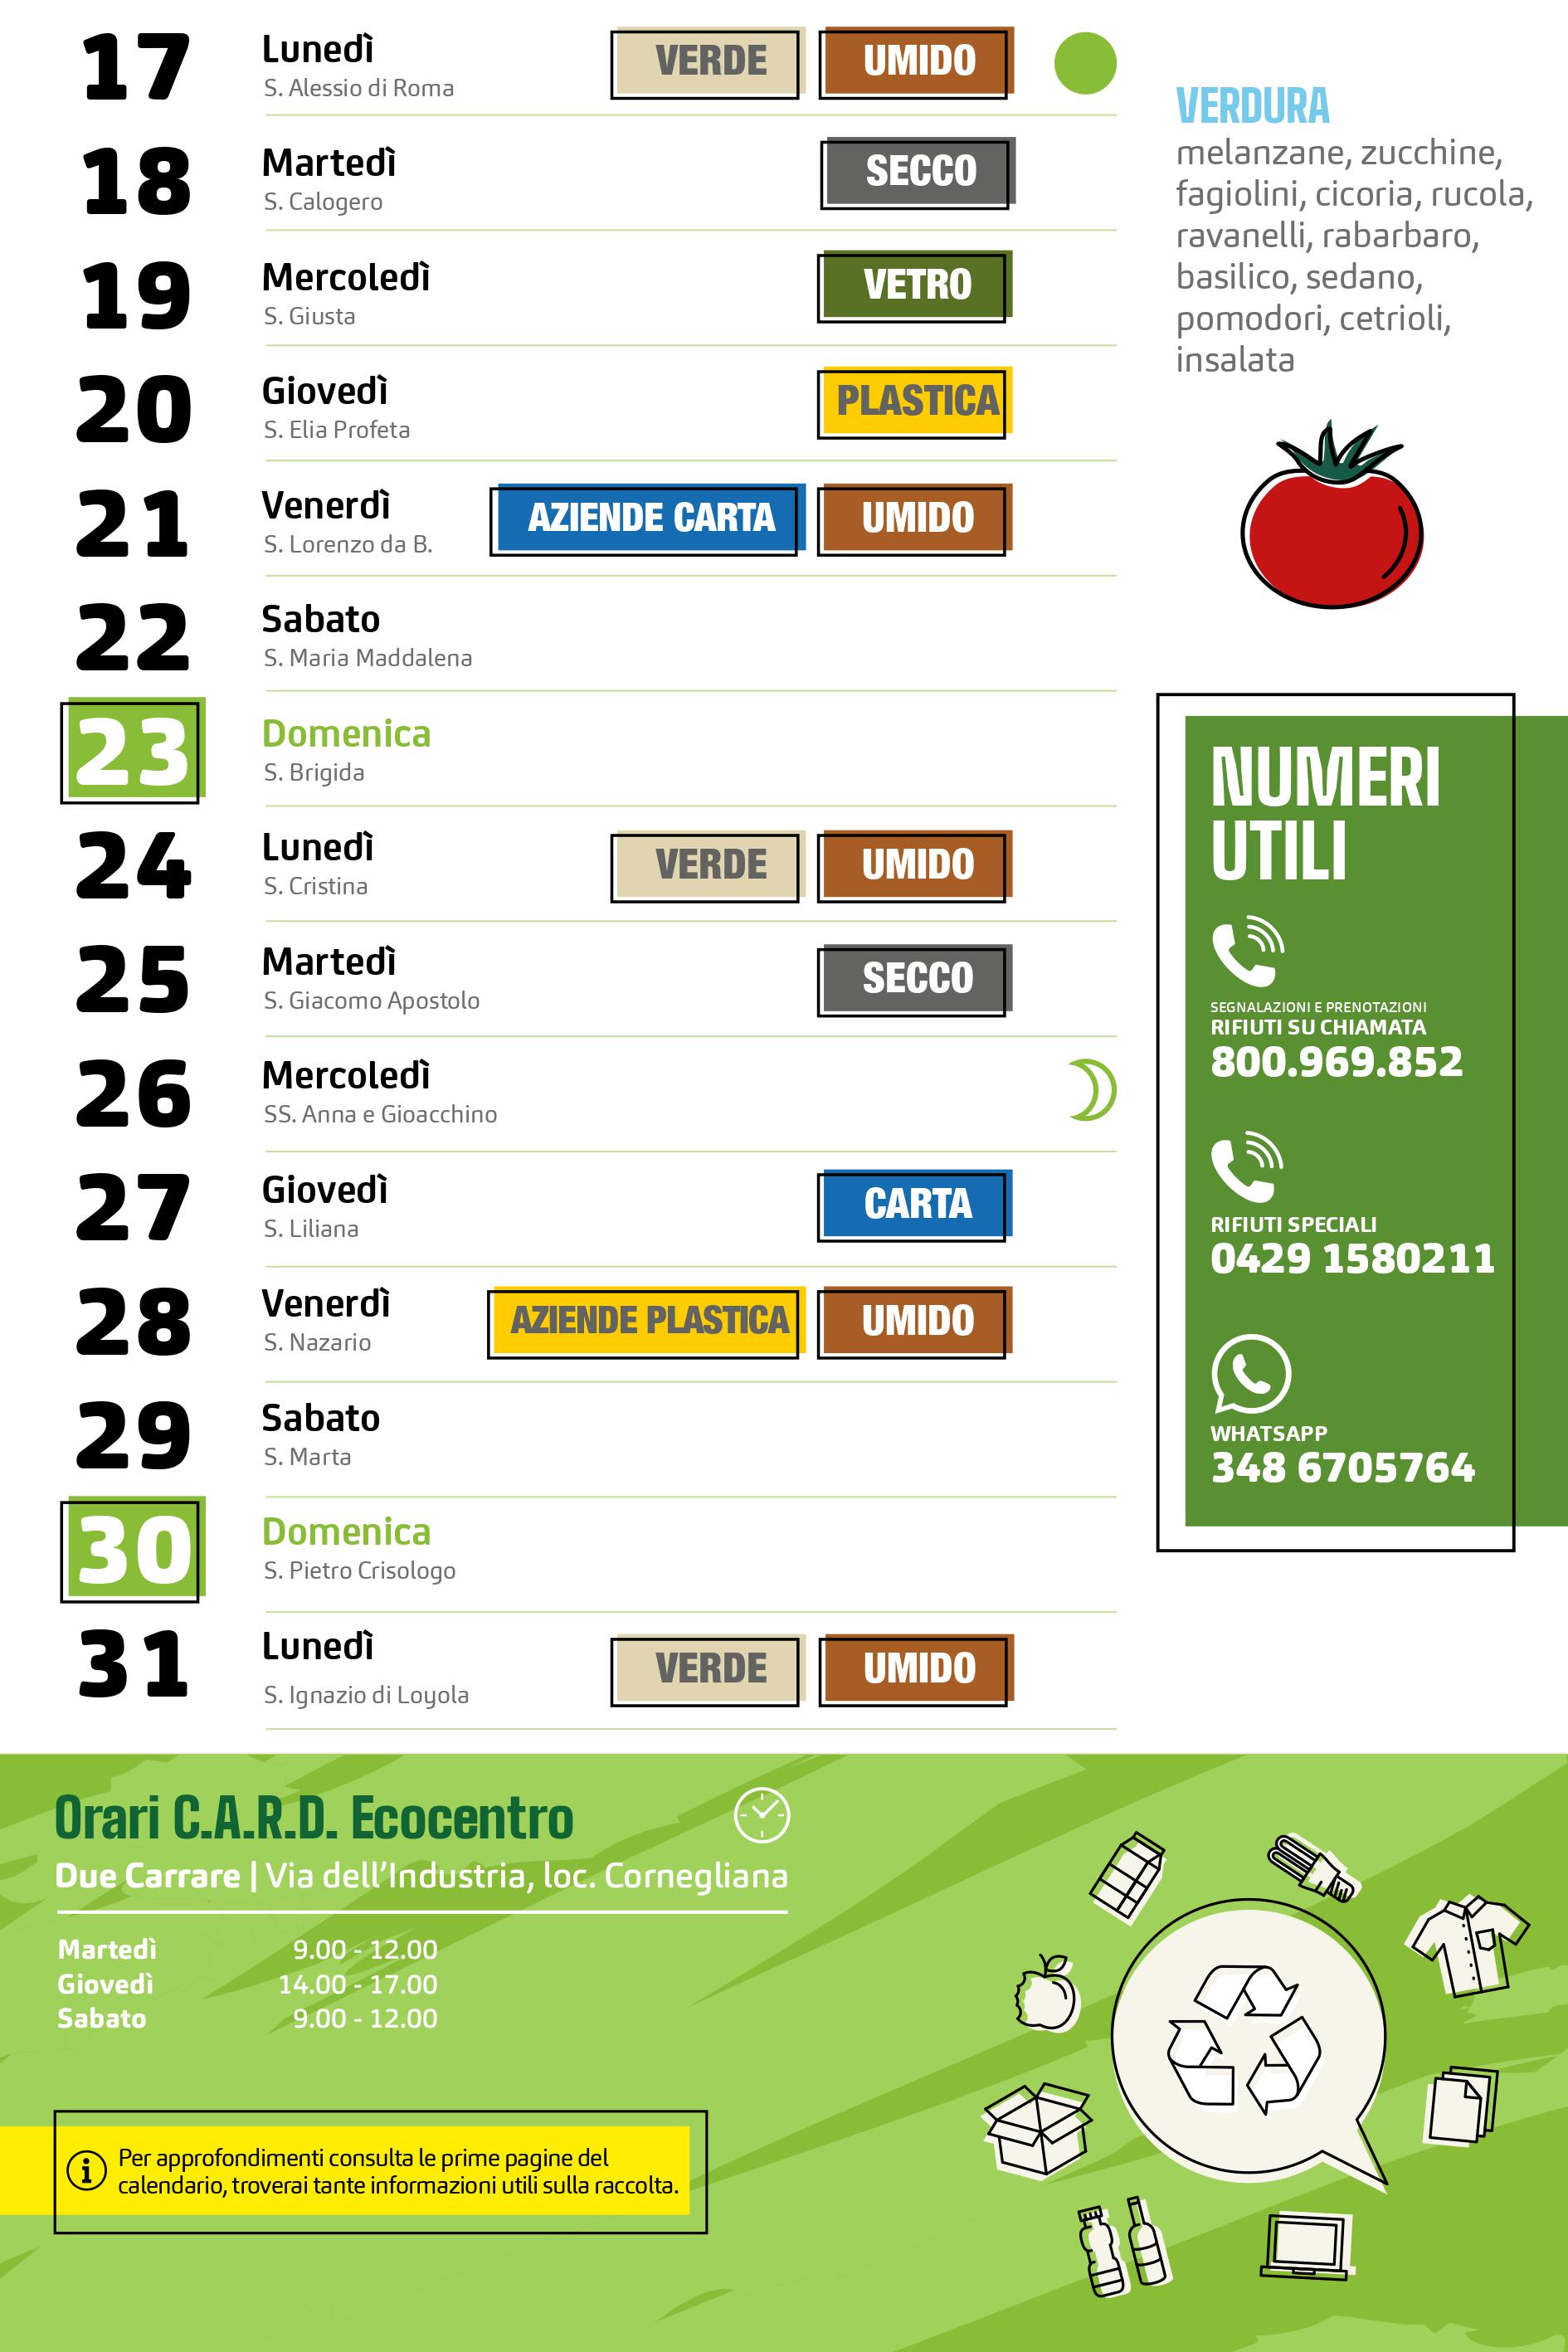 17 Lunedì VERDE UMIDO
S. Alessio di Roma
18 Martedì SECCO
S. Calogero
19 Mercoledì VETRO
S. Giusta
20 Giovedì PLASTICA
S. Elia Profeta
21 Venerdì AZIENDE CARTA UMIDO
S. Lorenzo da B.
22 Sabato
S. Maria Maddalena
23 Domenica
S. Brigida
24 Lunedì VERDE UMIDO
S. Cristina
25 Martedì SECCO
S. Giacomo Apostolo
26 Mercoledì
SS. Anna e Gioacchino
27 Giovedì CARTA
S. Liliana
28 Venerdì AZIENDE PLASTICA UMIDO
S. Nazario
29 Sabato
S. Marta
30 Domenica
S. Pietro Crisologo
31 Lunedì VERDE UMIDO
S. Ignazio di Loyola
VERDURA
melanzane, zucchine,
fagiolini, cicoria, rucola,
ravanelli, rabarbaro,
basilico, sedano,
pomodori, cetrioli,
insalata
NUMERI
UTILI
SEGNALAZIONI E PRENOTAZIONI
RIFIUTI SU CHIAMATA
800.969.852
RIFIUTI SPECIALI
0429 1580211
WHATSAPP
348 6705764
Orari C.A.R.D. Ecocentro
Due Carrare | Via dell’Industria, loc. Cornegliana
Martedì 9.00 - 12.00
Giovedì 14.00 - 17.00
Sabato 9.00 - 12.00
i Per approfondimenti consulta le prime pagine del
calendario, troverai tante informazioni utili sulla raccolta.